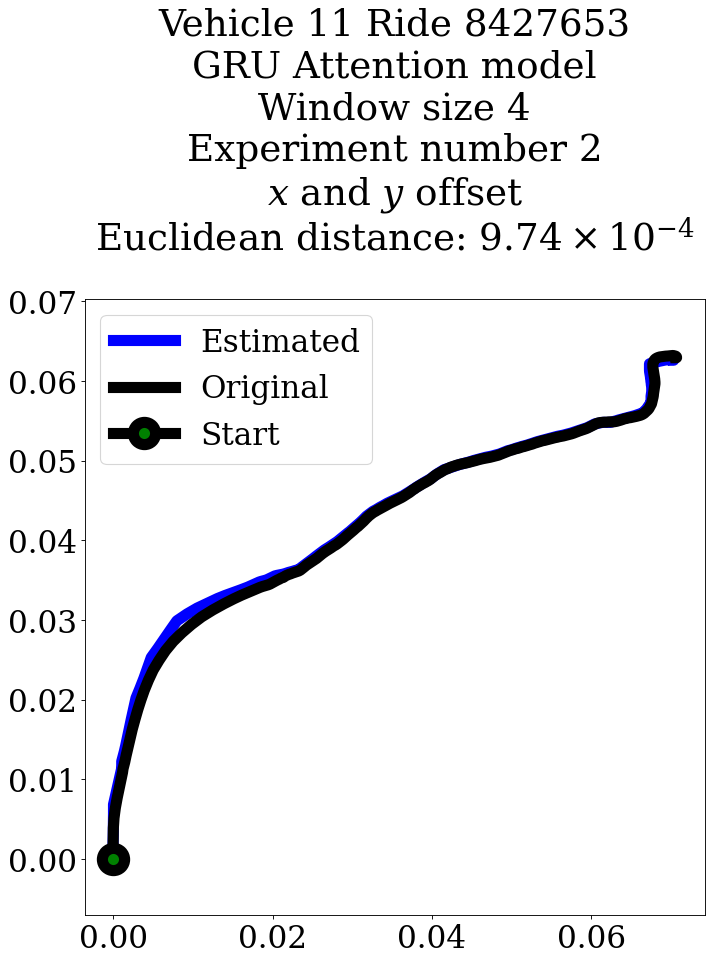 Vehicle 11 Ride 8427653
GRU Attention model
Window size 4
Experiment number 2
x and y offset
Euclidean distance: 9.74 × 10⁻⁴
0.07
0.06
0.05
0.04
0.03
0.02
0.01
0.00
Estimated
Original
Start
0.00 0.02 0.04 0.06